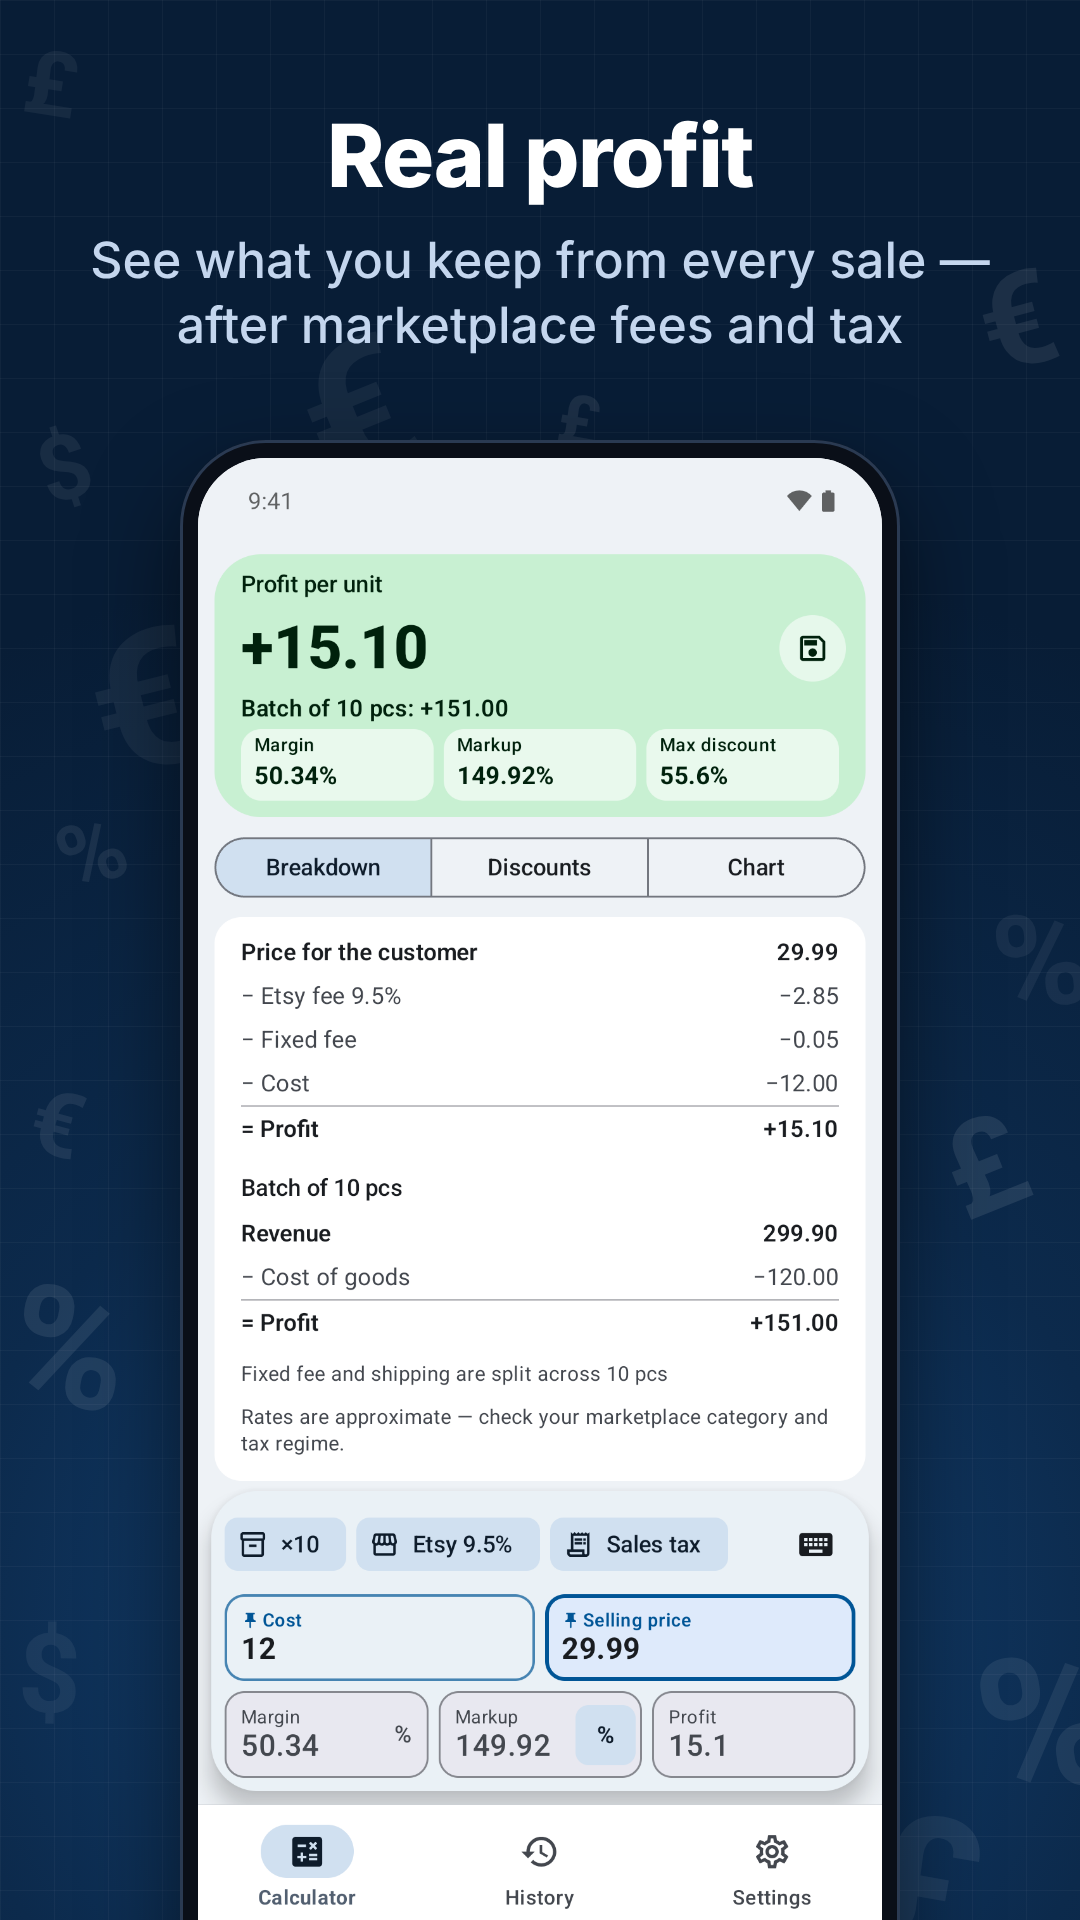 Real profit
See what you keep from every sale —
after marketplace fees and tax
9:41
Profit per unit
+15.10
Batch of 10 pcs: +151.00
Margin Markup Max discount
50.34% 149.92% 55.6%
Breakdown Discounts Chart
Price for the customer 29.99
− Etsy fee 9.5% −2.85
− Fixed fee −0.05
− Cost −12.00
= Profit +15.10
Batch of 10 pcs
Revenue 299.90
− Cost of goods −120.00
= Profit +151.00
Fixed fee and shipping are split across 10 pcs
Rates are approximate — check your marketplace category and
tax regime.
×10 Etsy 9.5% Sales tax
Cost Selling price
12 29.99
Margin Markup Profit
50.34 % 149.92 % 15.1
Calculator History Settings